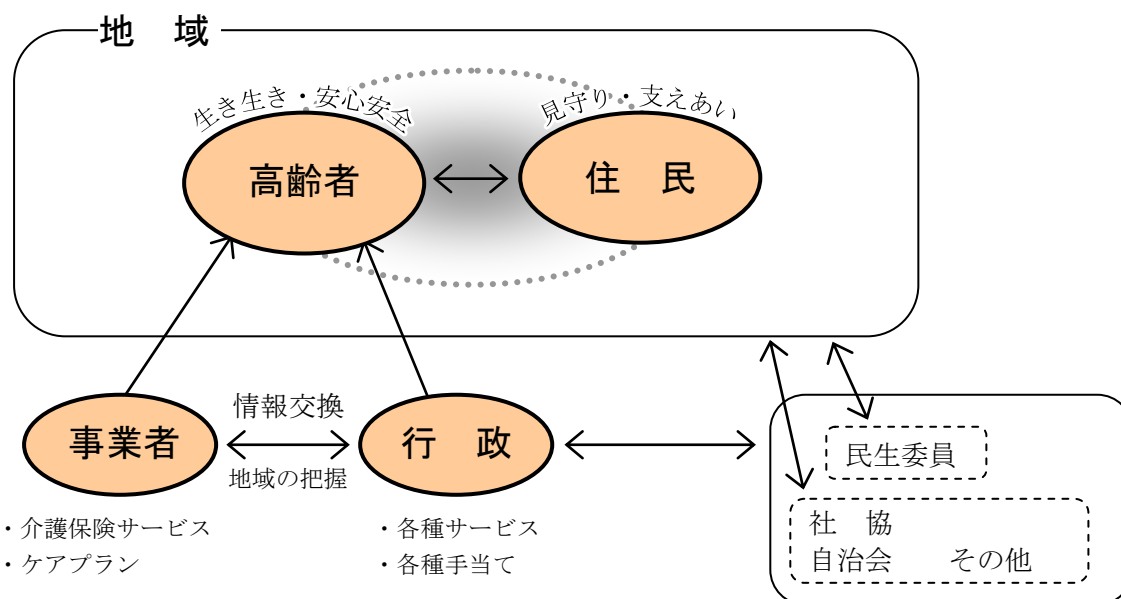 地　域
生き生き・安心安全
見守り・支えあい
高齢者
住　民
情報交換
事業者
行　政
地域の把握
民生委員
・介護保険サービス
・ケアプラン
・各種サービス
・各種手当て
社　協
自治会　　その他